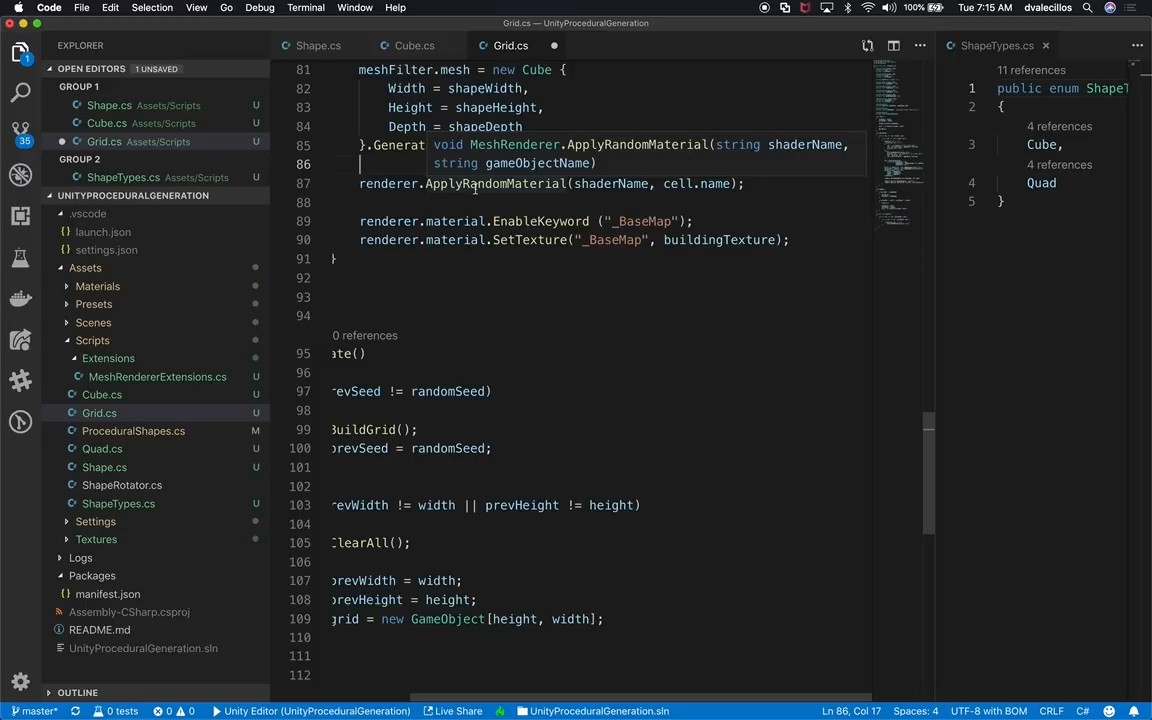 Code File Edit Selection View Go Debug Terminal Window Help
100% Tue 7:15 AM dvalecillos
Grid.cs — UnityProceduralGeneration
EXPLORER
OPEN EDITORS 1 UNSAVED
GROUP 1
Shape.cs Assets/Scripts U
Cube.cs Assets/Scripts U
Grid.cs Assets/Scripts U
GROUP 2
ShapeTypes.cs Assets/Scripts U
UNITYPROCEDURALGENERATION
.vscode
launch.json
settings.json
Assets
Materials
Presets
Scenes
Scripts
Extensions
MeshRendererExtensions.cs U
Cube.cs U
Grid.cs U
ProceduralShapes.cs M
Quad.cs U
Shape.cs U
ShapeRotator.cs
ShapeTypes.cs U
Settings
Textures
Logs
Packages
manifest.json
Assembly-CSharp.csproj
README.md
UnityProceduralGeneration.sln
OUTLINE
1
35
Shape.cs Cube.cs Grid.cs
81 meshFilter.mesh = new Cube {
82 Width = shapeWidth,
83 Height = shapeHeight,
84 Depth = shapeDepth
85 }.Generat
void MeshRenderer.ApplyRandomMaterial(string shaderName,
string gameObjectName)
86
87 renderer.ApplyRandomMaterial(shaderName, cell.name);
88
89 renderer.material.EnableKeyword ("_BaseMap");
90 renderer.material.SetTexture("_BaseMap", buildingTexture);
91 }
92
93
94
0 references
95 ate()
96
97 revSeed != randomSeed)
98
99 BuildGrid();
100 prevSeed = randomSeed;
101
102
103 revWidth != width || prevHeight != height)
104
105 ClearAll();
106
107 prevWidth = width;
108 prevHeight = height;
109 grid = new GameObject[height, width];
110
111
112
ShapeTypes.cs
11 references
1 public enum ShapeT
2 {
4 references
3 Cube,
4 references
4 Quad
5 }
master* 0 tests 0 0 Unity Editor (UnityProceduralGeneration) Live Share UnityProceduralGeneration.sln Ln 86, Col 17 Spaces: 4 UTF-8 with BOM CRLF C#